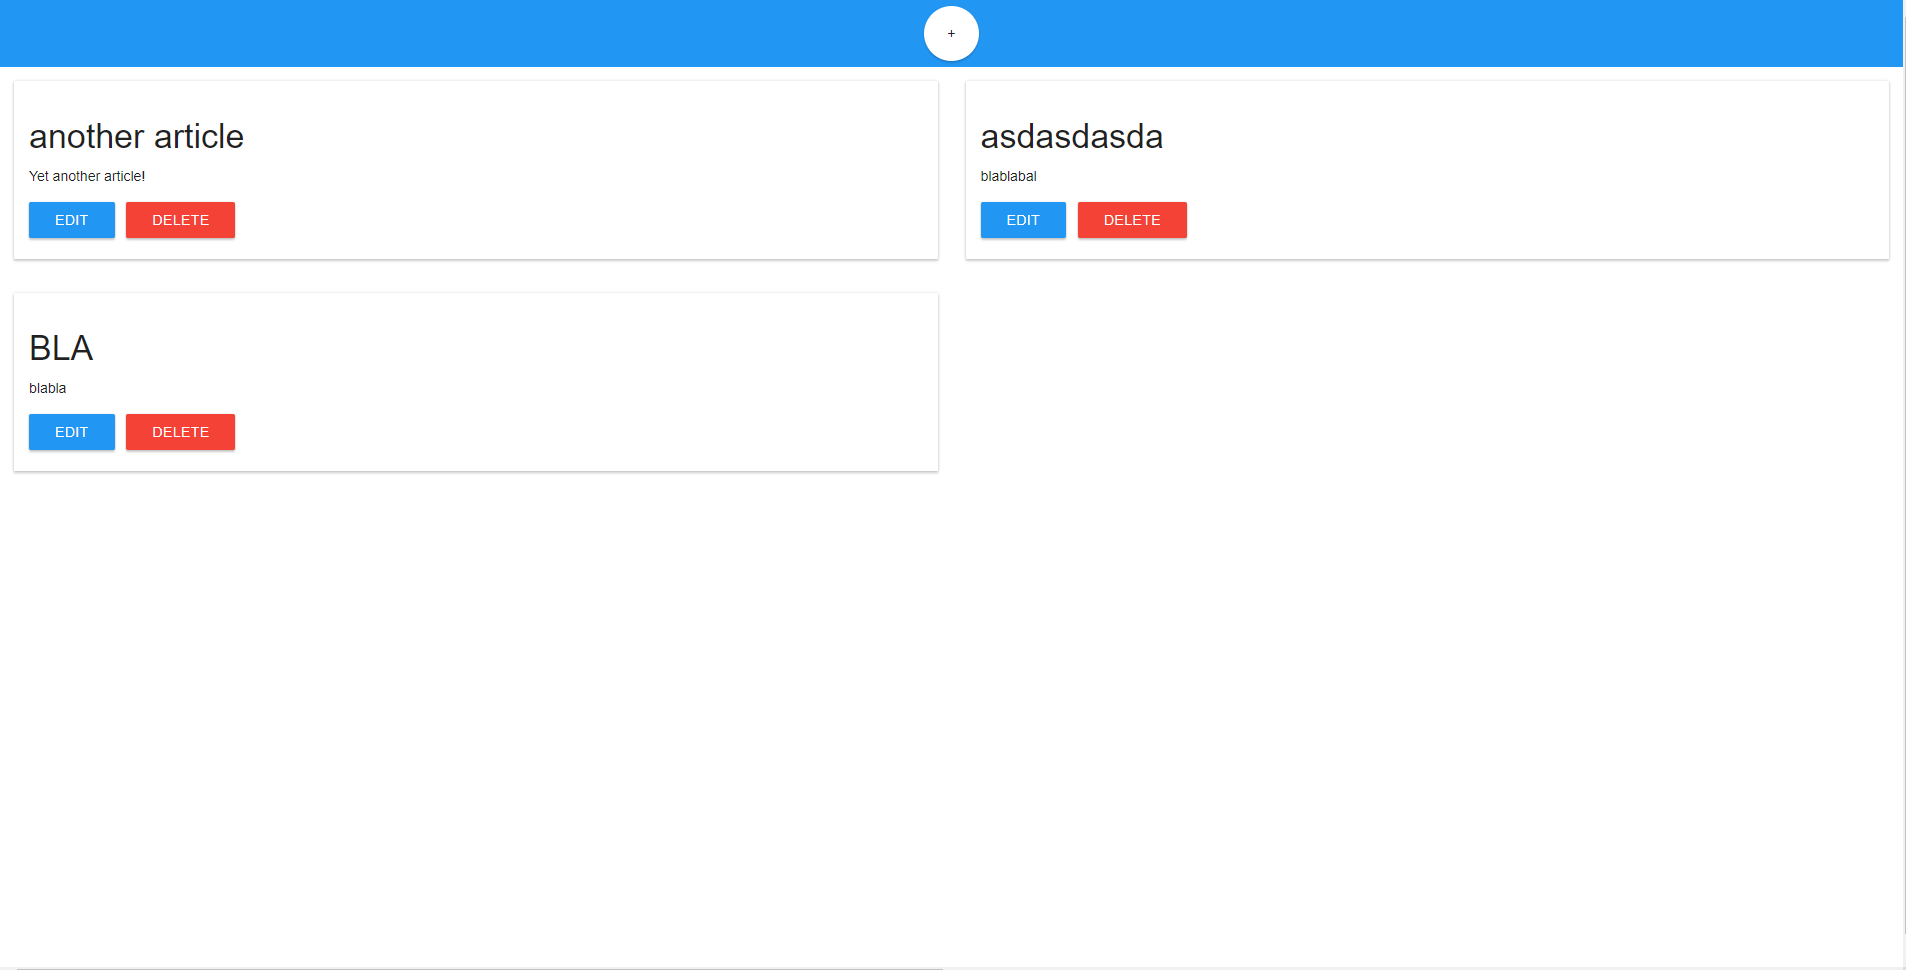 +
another article
Yet another article!
EDIT DELETE
asdasdasda
blablabal
EDIT DELETE
BLA
blabla
EDIT DELETE